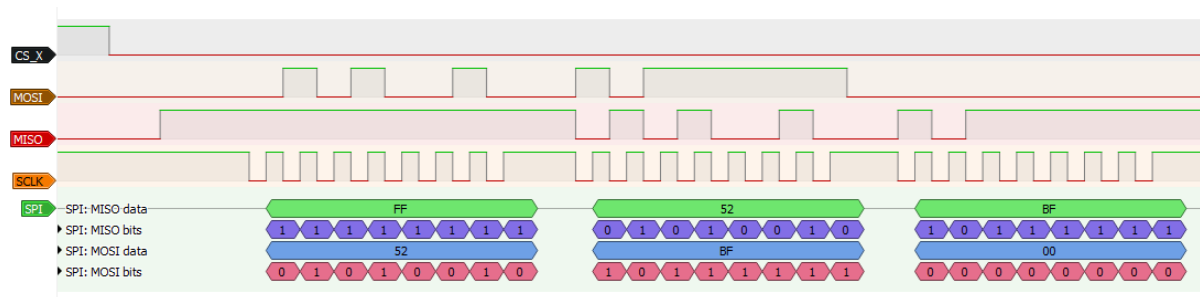 CS_X
MOSI
MISO
SCLK
SPI SPI: MISO data FF 52 BF
SPI: MISO bits 1 1 1 1 1 1 1 1 0 1 0 1 0 0 1 0 1 0 1 1 1 1 1 1
SPI: MOSI data 52 BF 00
SPI: MOSI bits 0 1 0 1 0 0 1 0 1 0 1 1 1 1 1 1 0 0 0 0 0 0 0 0